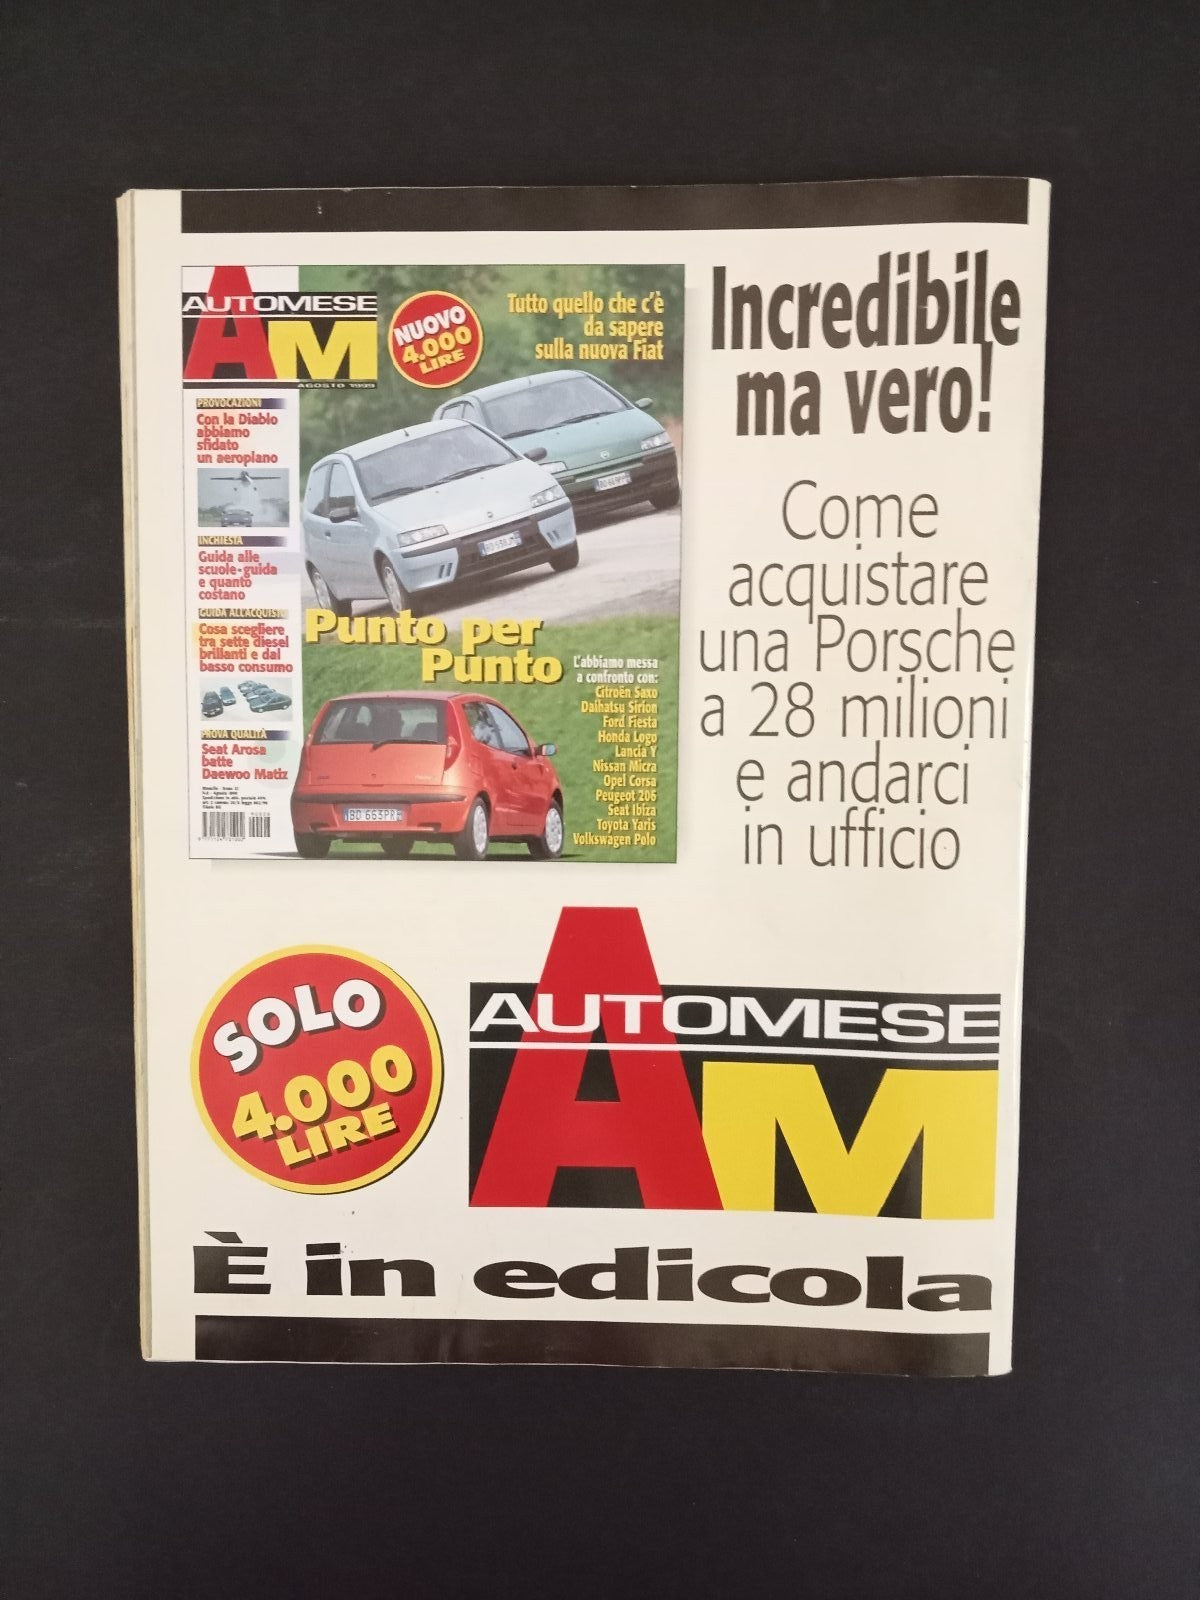 AUTOMESE
AM
AGOSTO 1999
NUOVO
4.000
LIRE
Tutto quello che c'è
da sapere
sulla nuova Fiat
PROVOCAZIONI
Con la Diablo
abbiamo
sfidato
un aeroplano
INCHIESTA
Guida alle
scuole-guida
e quanto
costano
GUIDA ALL'ACQUISTO
Cosa scegliere
tra sette diesel
brillanti e dal
basso consumo
PROVA QUALITÀ
Seat Arosa
batte
Daewoo Matiz
Punto per
Punto
L'abbiamo messa
a confronto con:
Citroën Saxo
Daihatsu Sirion
Ford Fiesta
Honda Logo
Lancia Y
Nissan Micra
Opel Corsa
Peugeot 206
Seat Ibiza
Toyota Yaris
Volkswagen Polo
BD 663PR
Incredibile
ma vero!
Come
acquistare
una Porsche
a 28 milioni
e andarci
in ufficio
SOLO
4.000
LIRE
AUTOMESE
AM
È in edicola